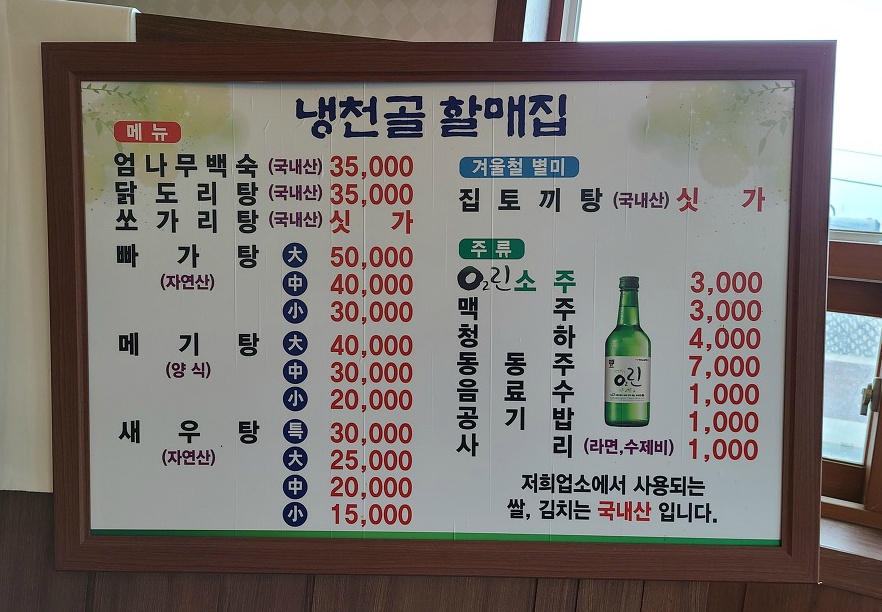 냉천골 할매집
메뉴
엄나무백숙 (국내산) 35,000
닭도리탕 (국내산) 35,000
쏘가리탕 (국내산) 싯가
빠가탕 大 50,000
(자연산) 中 40,000
小 30,000
메기탕 大 40,000
(양식) 中 30,000
小 20,000
새우탕 特 30,000
(자연산) 大 25,000
中 20,000
小 15,000
겨울철 별미
집토끼탕 (국내산) 싯가
주류
O2린소주 3,000
맥주 3,000
청하 4,000
동동주 7,000
음료수 1,000
공기밥 1,000
사리 (라면,수제비) 1,000
O2린
저희업소에서 사용되는
쌀, 김치는 국내산 입니다.